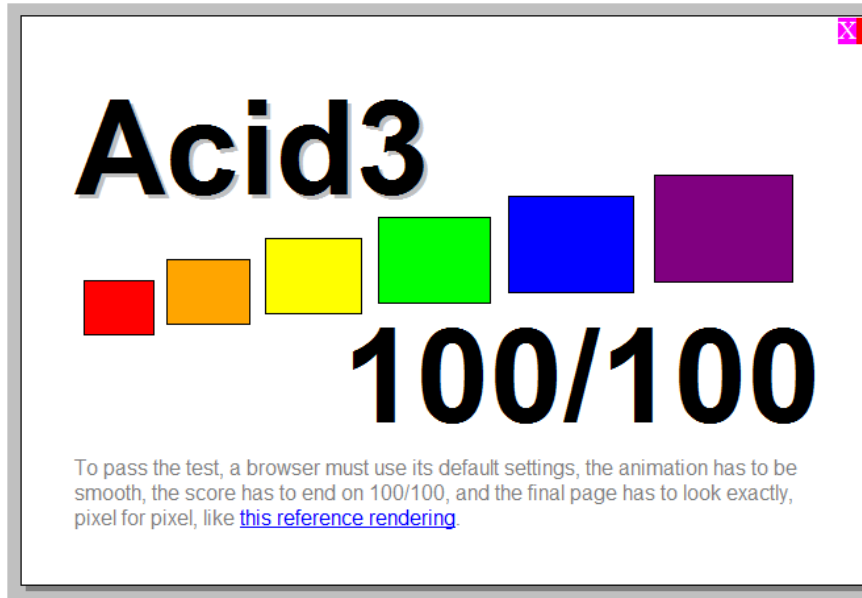 X
Acid3
100/100
To pass the test, a browser must use its default settings, the animation has to be
smooth, the score has to end on 100/100, and the final page has to look exactly,
pixel for pixel, like this reference rendering.